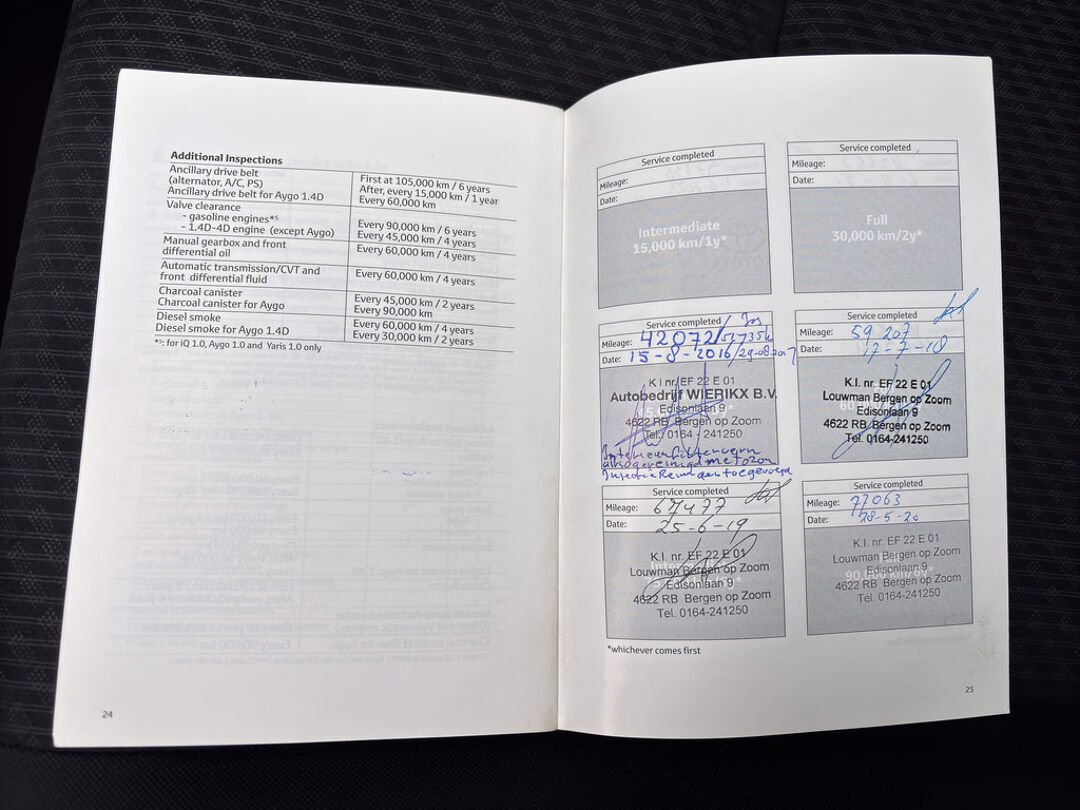 Additional Inspections
Ancillary drive belt
(alternator, A/C, PS) First at 105,000 km / 6 years
After, every 15,000 km / 1 year
Ancillary drive belt for Aygo 1.4D Every 60,000 km
Valve clearance
- gasoline engines*⁵ Every 90,000 km / 6 years
- 1.4D-4D engine (except Aygo) Every 45,000 km / 4 years
Manual gearbox and front
differential oil Every 60,000 km / 4 years
Automatic transmission/CVT and
front differential fluid Every 60,000 km / 4 years
Charcoal canister Every 45,000 km / 2 years
Charcoal canister for Aygo Every 90,000 km
Diesel smoke Every 60,000 km / 4 years
Diesel smoke for Aygo 1.4D Every 30,000 km / 2 years
*⁵: for iQ 1.0, Aygo 1.0 and Yaris 1.0 only
24
Service completed
Mileage:
Date:
Intermediate
15,000 km/1y*
Service completed
Mileage:
Date:
Full
30,000 km/2y*
Service completed
Mileage: 42072/
Date: 15-8-2016/29-08-2017
K I nr. EF 22 E 01
Autobedrijf WIERIKX B.V.
Edisonlaan 9
4622 RB Bergen op Zoom
Tel. 0164 - 241250
Service completed
Mileage: 59 207
Date: 17-7-18
K.I. nr. EF 22 E 01
Louwman Bergen op Zoom
Edisonlaan 9
4622 RB Bergen op Zoom
Tel. 0164-241250
Service completed
Mileage: 67477
Date: 25-6-19
K.I. nr. EF 22 E 01
Louwman Bergen op Zoom
Edisonlaan 9
4622 RB Bergen op Zoom
Tel. 0164-241250
Service completed
Mileage: 77063
Date: 28-5-20
K.I. nr. EF 22 E 01
Louwman Bergen op Zoom
Edisonlaan 9
4622 RB Bergen op Zoom
Tel. 0164-241250
*whichever comes first
25